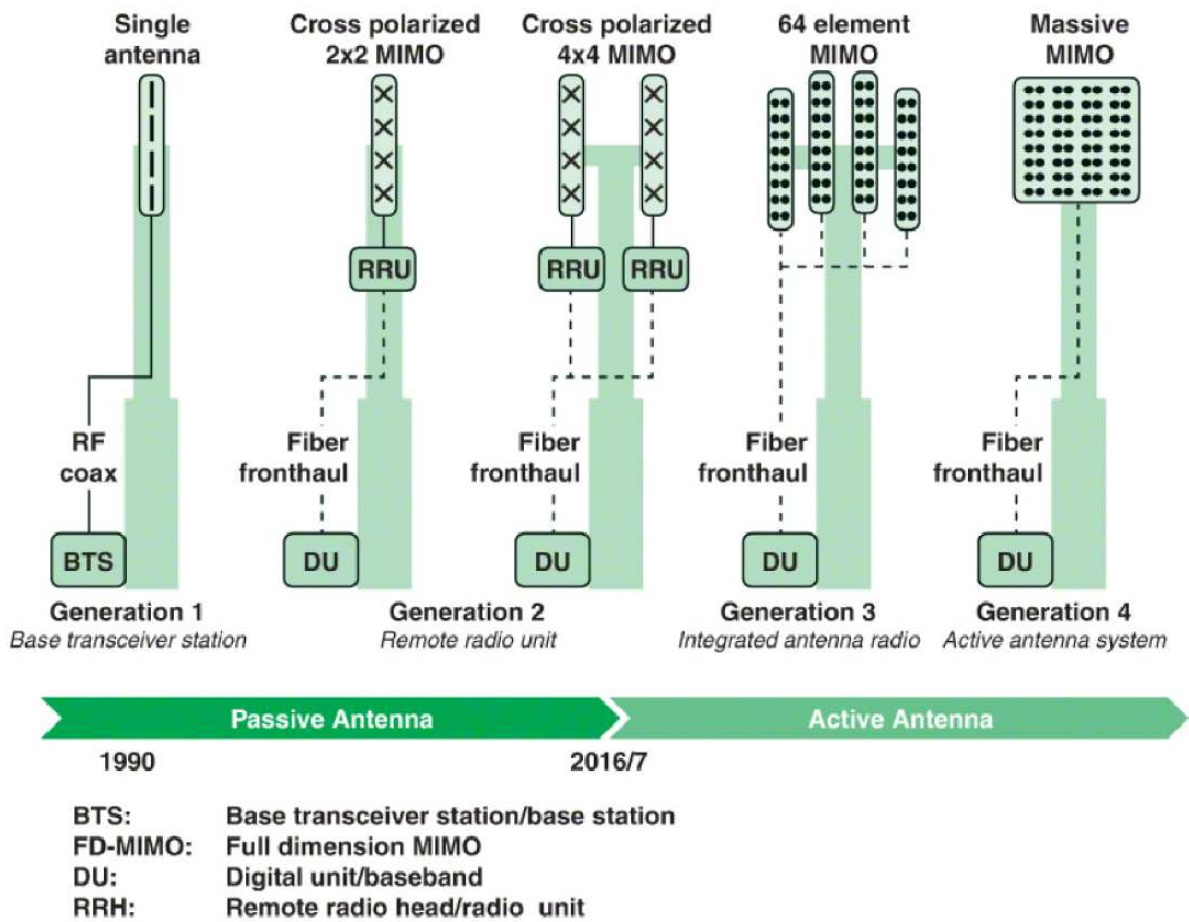 Single
antenna
Cross polarized
2x2 MIMO
Cross polarized
4x4 MIMO
64 element
MIMO
Massive
MIMO
RRU
RRU
RRU
RF
coax
Fiber
fronthaul
Fiber
fronthaul
Fiber
fronthaul
Fiber
fronthaul
BTS
DU
DU
DU
DU
Generation 1
Base transceiver station
Generation 2
Remote radio unit
Generation 3
Integrated antenna radio
Generation 4
Active antenna system
Passive Antenna
Active Antenna
1990
2016/7
BTS: Base transceiver station/base station
FD-MIMO: Full dimension MIMO
DU: Digital unit/baseband
RRH: Remote radio head/radio unit